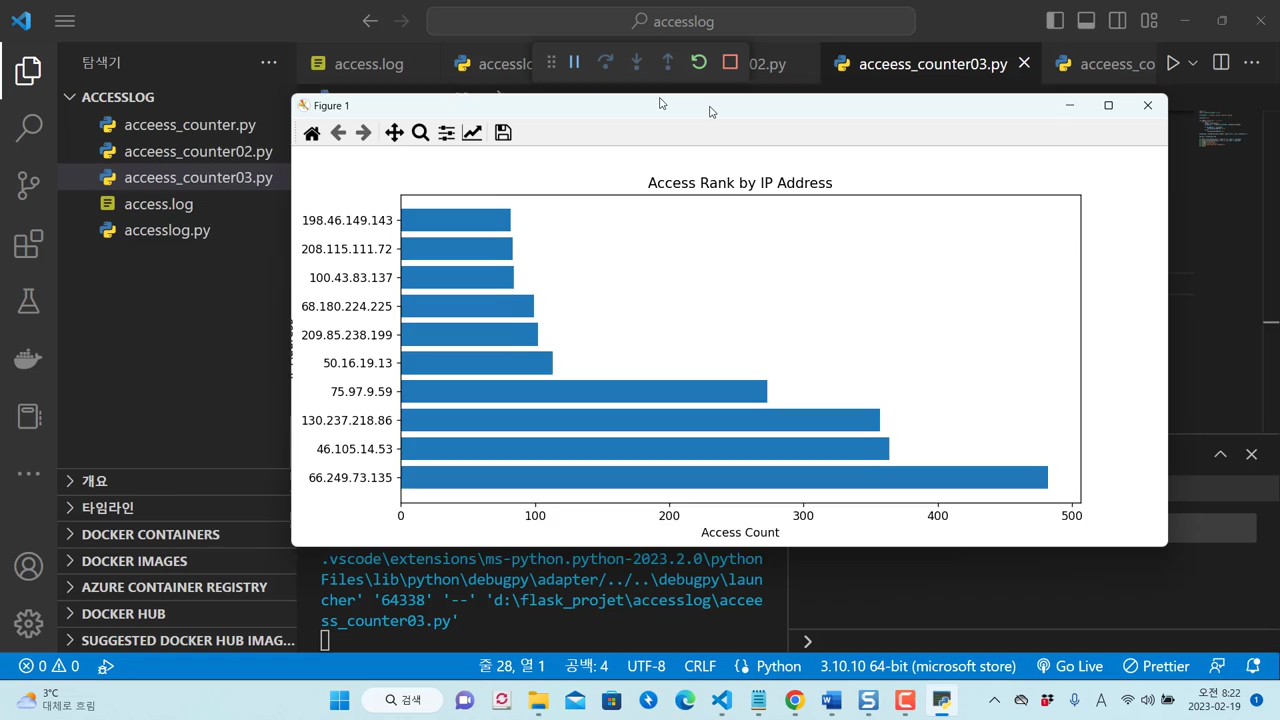 accesslog
탐색기
access.log
accesslo
02.py
acceess_counter03.py
acceess_co
ACCESSLOG
acceess_counter.py
acceess_counter02.py
acceess_counter03.py
access.log
accesslog.py
Figure 1
Access Rank by IP Address
198.46.149.143
208.115.111.72
100.43.83.137
68.180.224.225
209.85.238.199
50.16.19.13
75.97.9.59
130.237.218.86
46.105.14.53
66.249.73.135
0 100 200 300 400 500
Access Count
개요
타임라인
DOCKER CONTAINERS
DOCKER IMAGES
AZURE CONTAINER REGISTRY
DOCKER HUB
SUGGESTED DOCKER HUB IMAG...
.vscode\extensions\ms-python.python-2023.2.0\python
Files\lib\python\debugpy\adapter/../..\debugpy\laun
cher' '64338' '--' 'd:\flask_projet\accesslog\accee
ss_counter03.py'
0 0 줄 28, 열 1 공백: 4 UTF-8 CRLF Python 3.10.10 64-bit (microsoft store) Go Live Prettier
3°C
대체로 흐림
검색
A
오전 8:22
2023-02-19
1